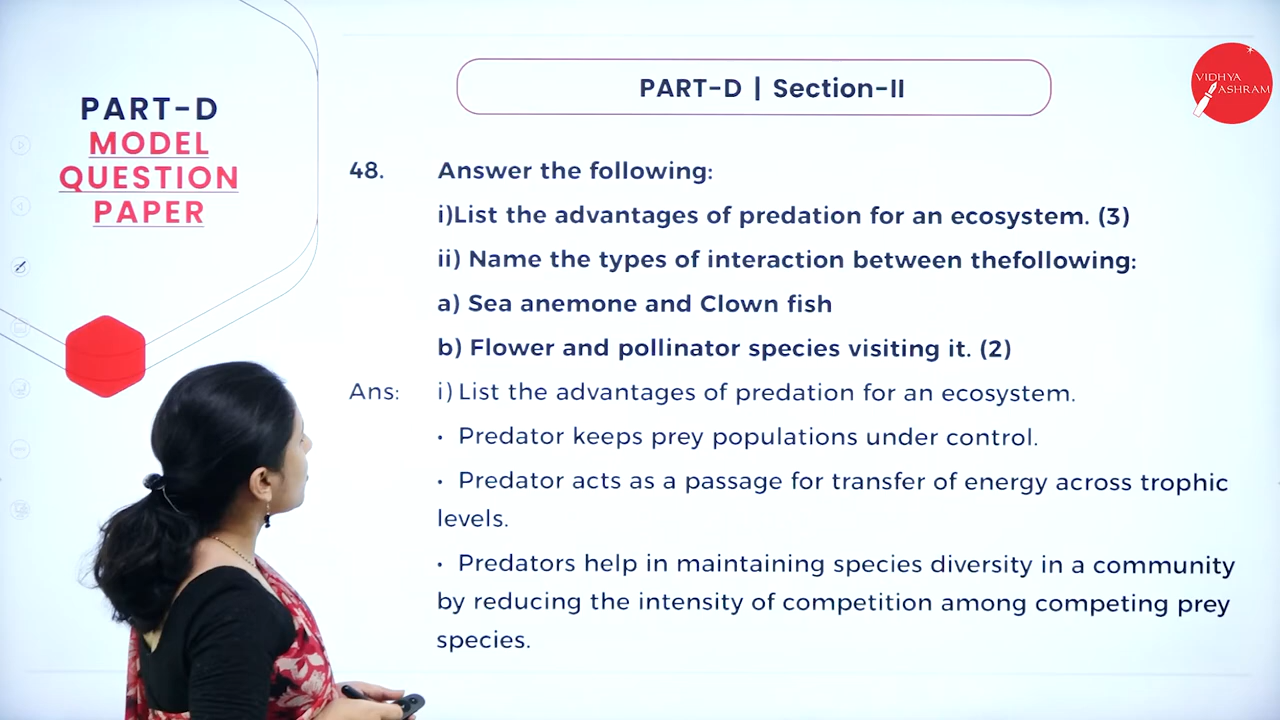 PART-D
MODEL
QUESTION
PAPER
PART-D | Section-II
VIDHYA
ASHRAM
48. Answer the following:
i)List the advantages of predation for an ecosystem. (3)
ii) Name the types of interaction between thefollowing:
a) Sea anemone and Clown fish
b) Flower and pollinator species visiting it. (2)
Ans: i) List the advantages of predation for an ecosystem.
• Predator keeps prey populations under control.
• Predator acts as a passage for transfer of energy across trophic
levels.
• Predators help in maintaining species diversity in a community
by reducing the intensity of competition among competing prey
species.